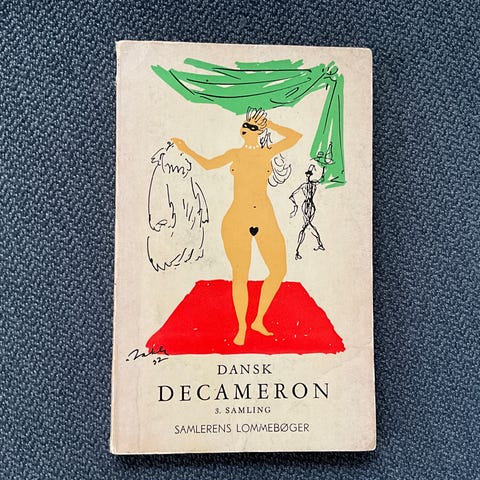 DANSK
DECAMERON
3. SAMLING
SAMLERENS LOMMEBØGER